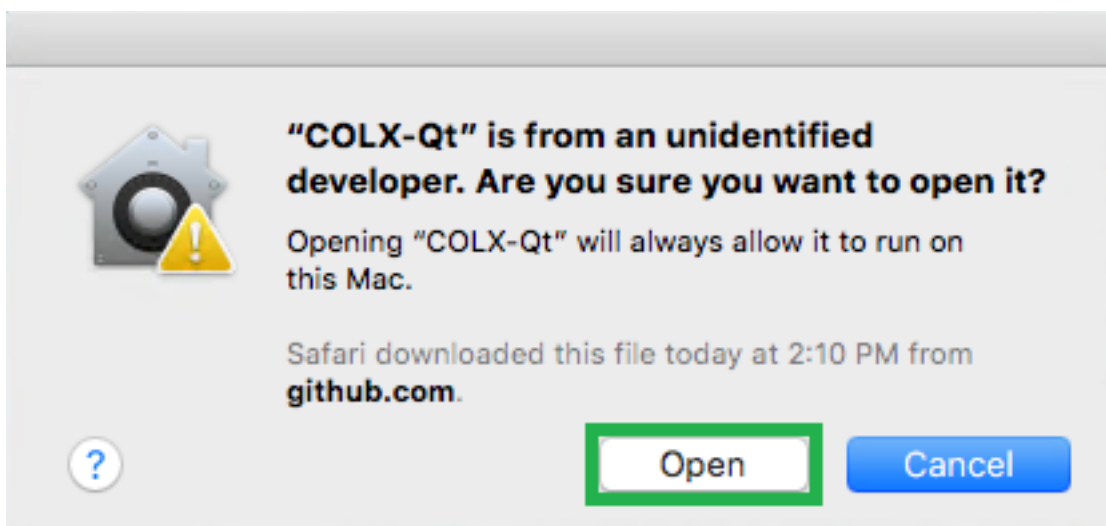 “COLX-Qt” is from an unidentified
developer. Are you sure you want to open it?
Opening “COLX-Qt” will always allow it to run on
this Mac.
Safari downloaded this file today at 2:10 PM from
github.com.
?
Open
Cancel